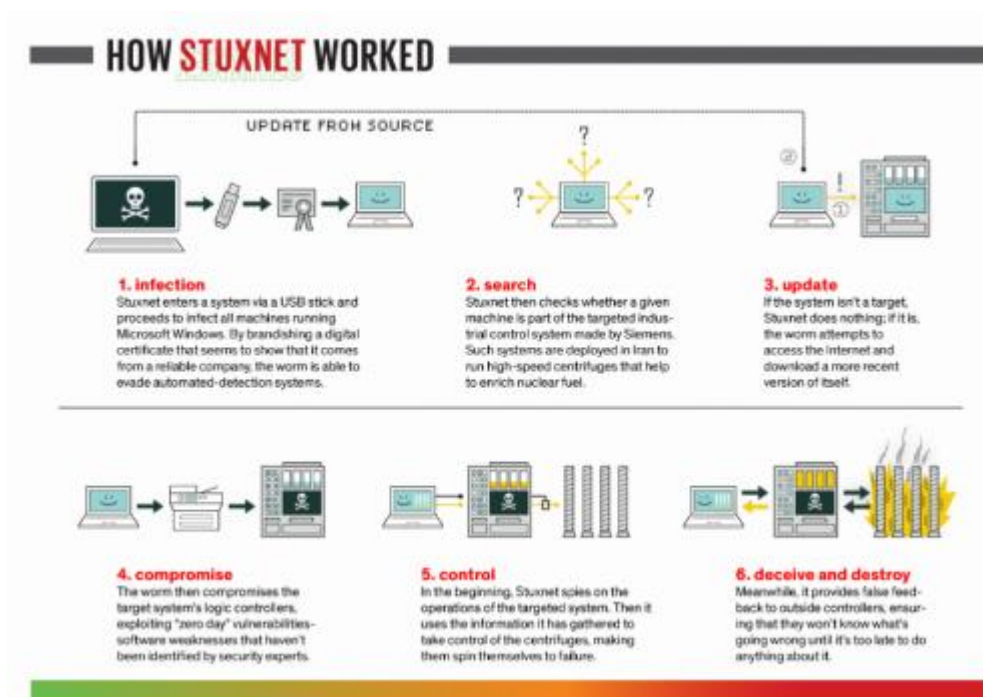 HOW STUXNET WORKED
UPDATE FROM SOURCE
?
?
?
!
2
1
1. infection
Stuxnet enters a system via a USB stick and
proceeds to infect all machines running
Microsoft Windows. By brandishing a digital
certificate that seems to show that it comes
from a reliable company, the worm is able to
evade automated-detection systems.
2. search
Stuxnet then checks whether a given
machine is part of the targeted indus-
trial control system made by Siemens.
Such systems are deployed in Iran to
run high-speed centrifuges that help
to enrich nuclear fuel.
3. update
If the system isn't a target,
Stuxnet does nothing; if it is,
the worm attempts to
access the Internet and
download a more recent
version of itself.
4. compromise
The worm then compromises the
target system's logic controllers,
exploiting "zero day" vulnerabilities-
software weaknesses that haven't
been identified by security experts.
5. control
In the beginning, Stuxnet spies on the
operations of the targeted system. Then it
uses the information it has gathered to
take control of the centrifuges, making
them spin themselves to failure.
6. deceive and destroy
Meanwhile, it provides false feed-
back to outside controllers, ensur-
ing that they won't know what's
going wrong until it's too late to do
anything about it.